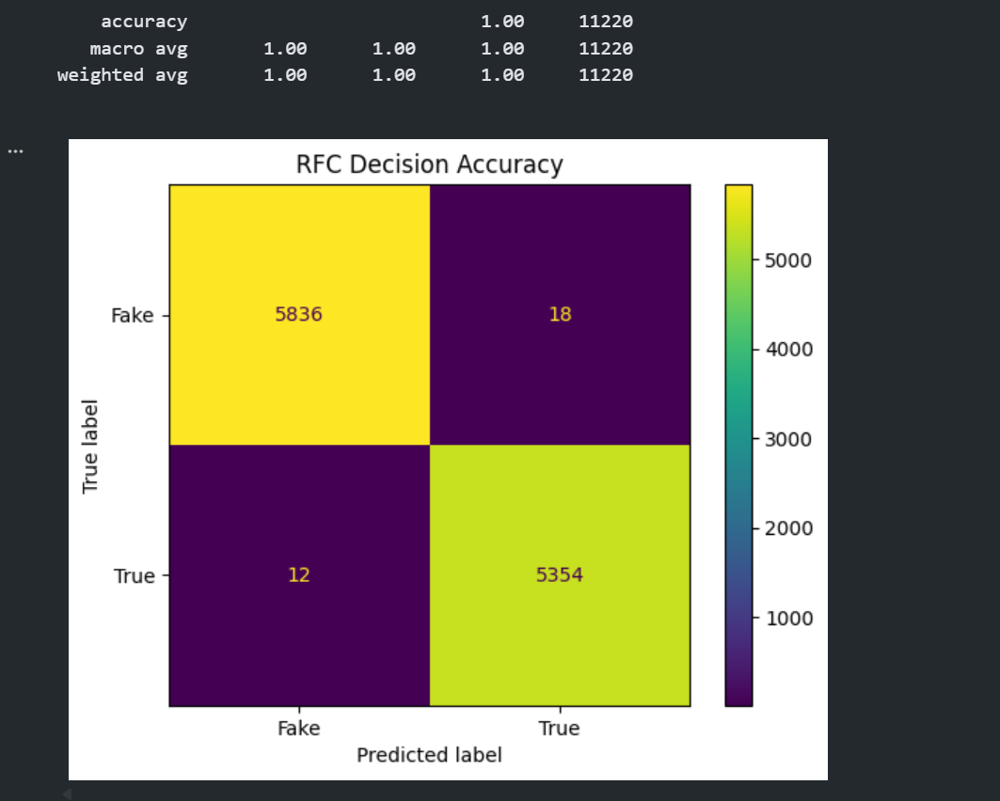 accuracy 1.00 11220
macro avg 1.00 1.00 1.00 11220
weighted avg 1.00 1.00 1.00 11220
...
RFC Decision Accuracy
5000
Fake 5836 18
4000
3000
True label
2000
True 12 5354
1000
Fake True
Predicted label